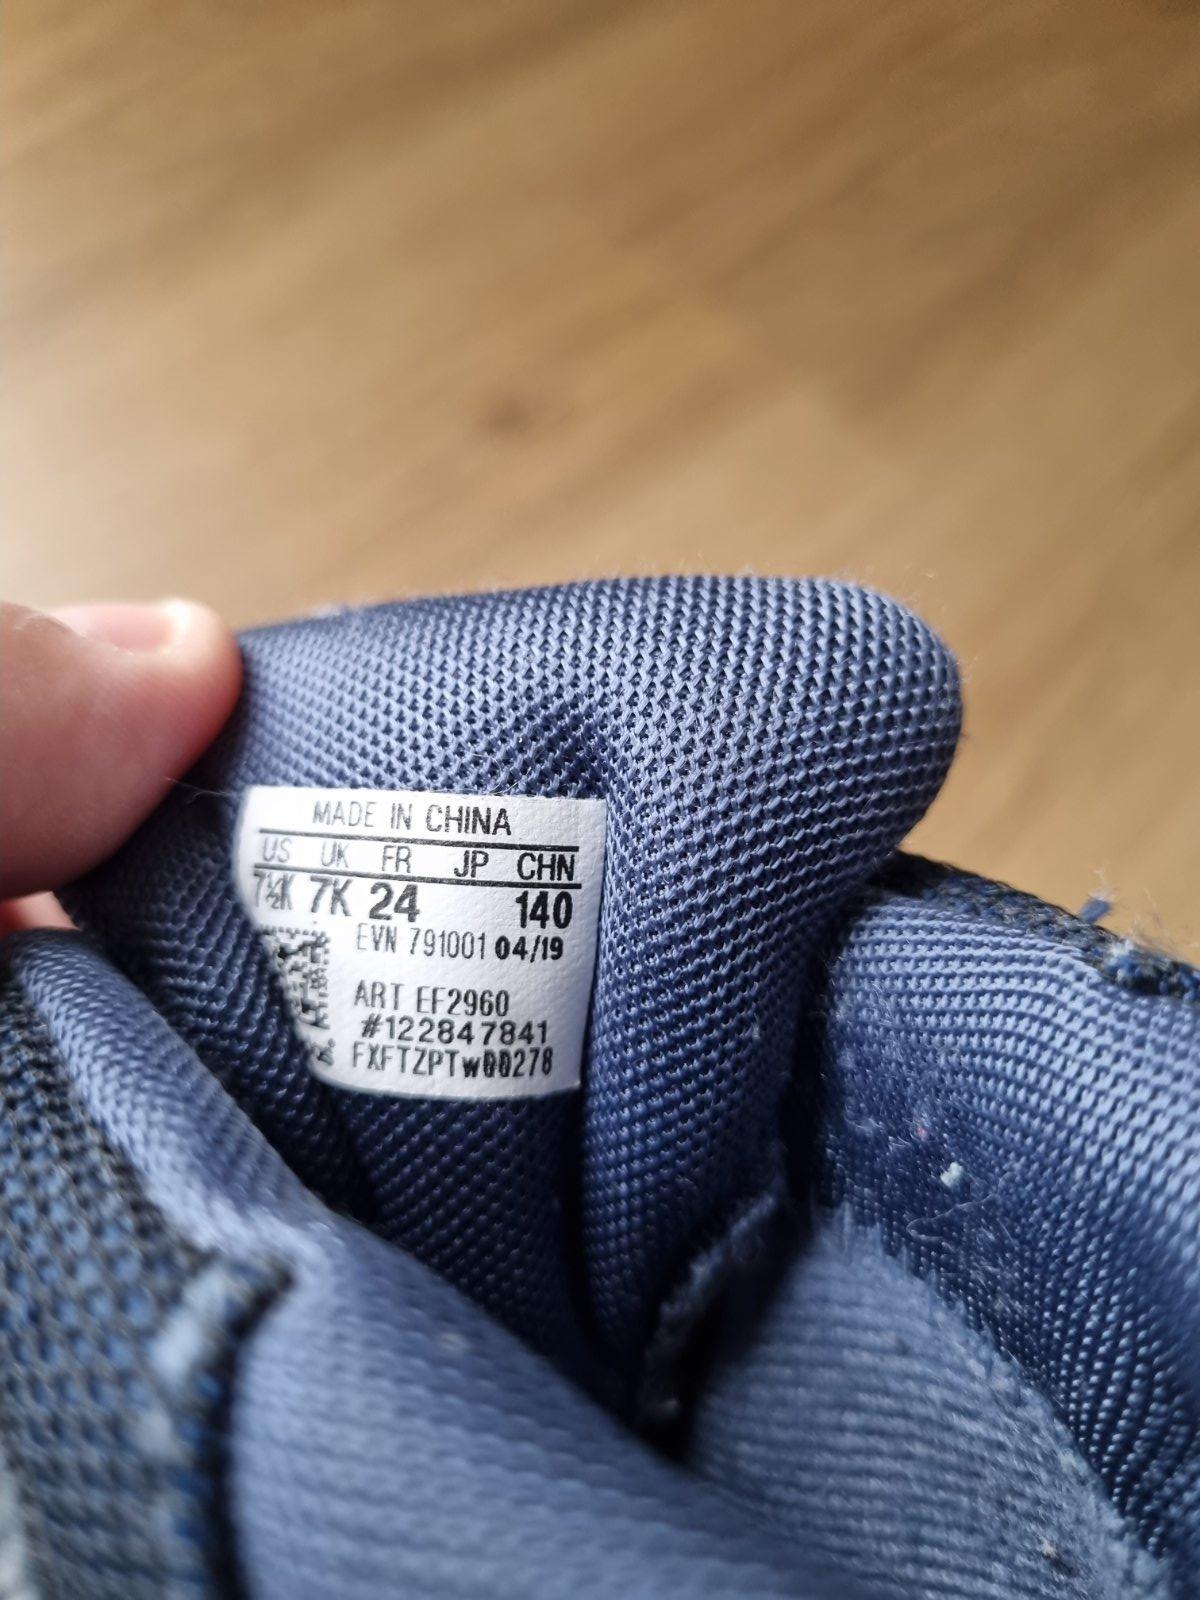 MADE IN CHINA
US UK FR JP CHN
7½K 7K 24 140
EVN 791001 04/19
ART EF2960
#122847841
FXFTZPTw00278